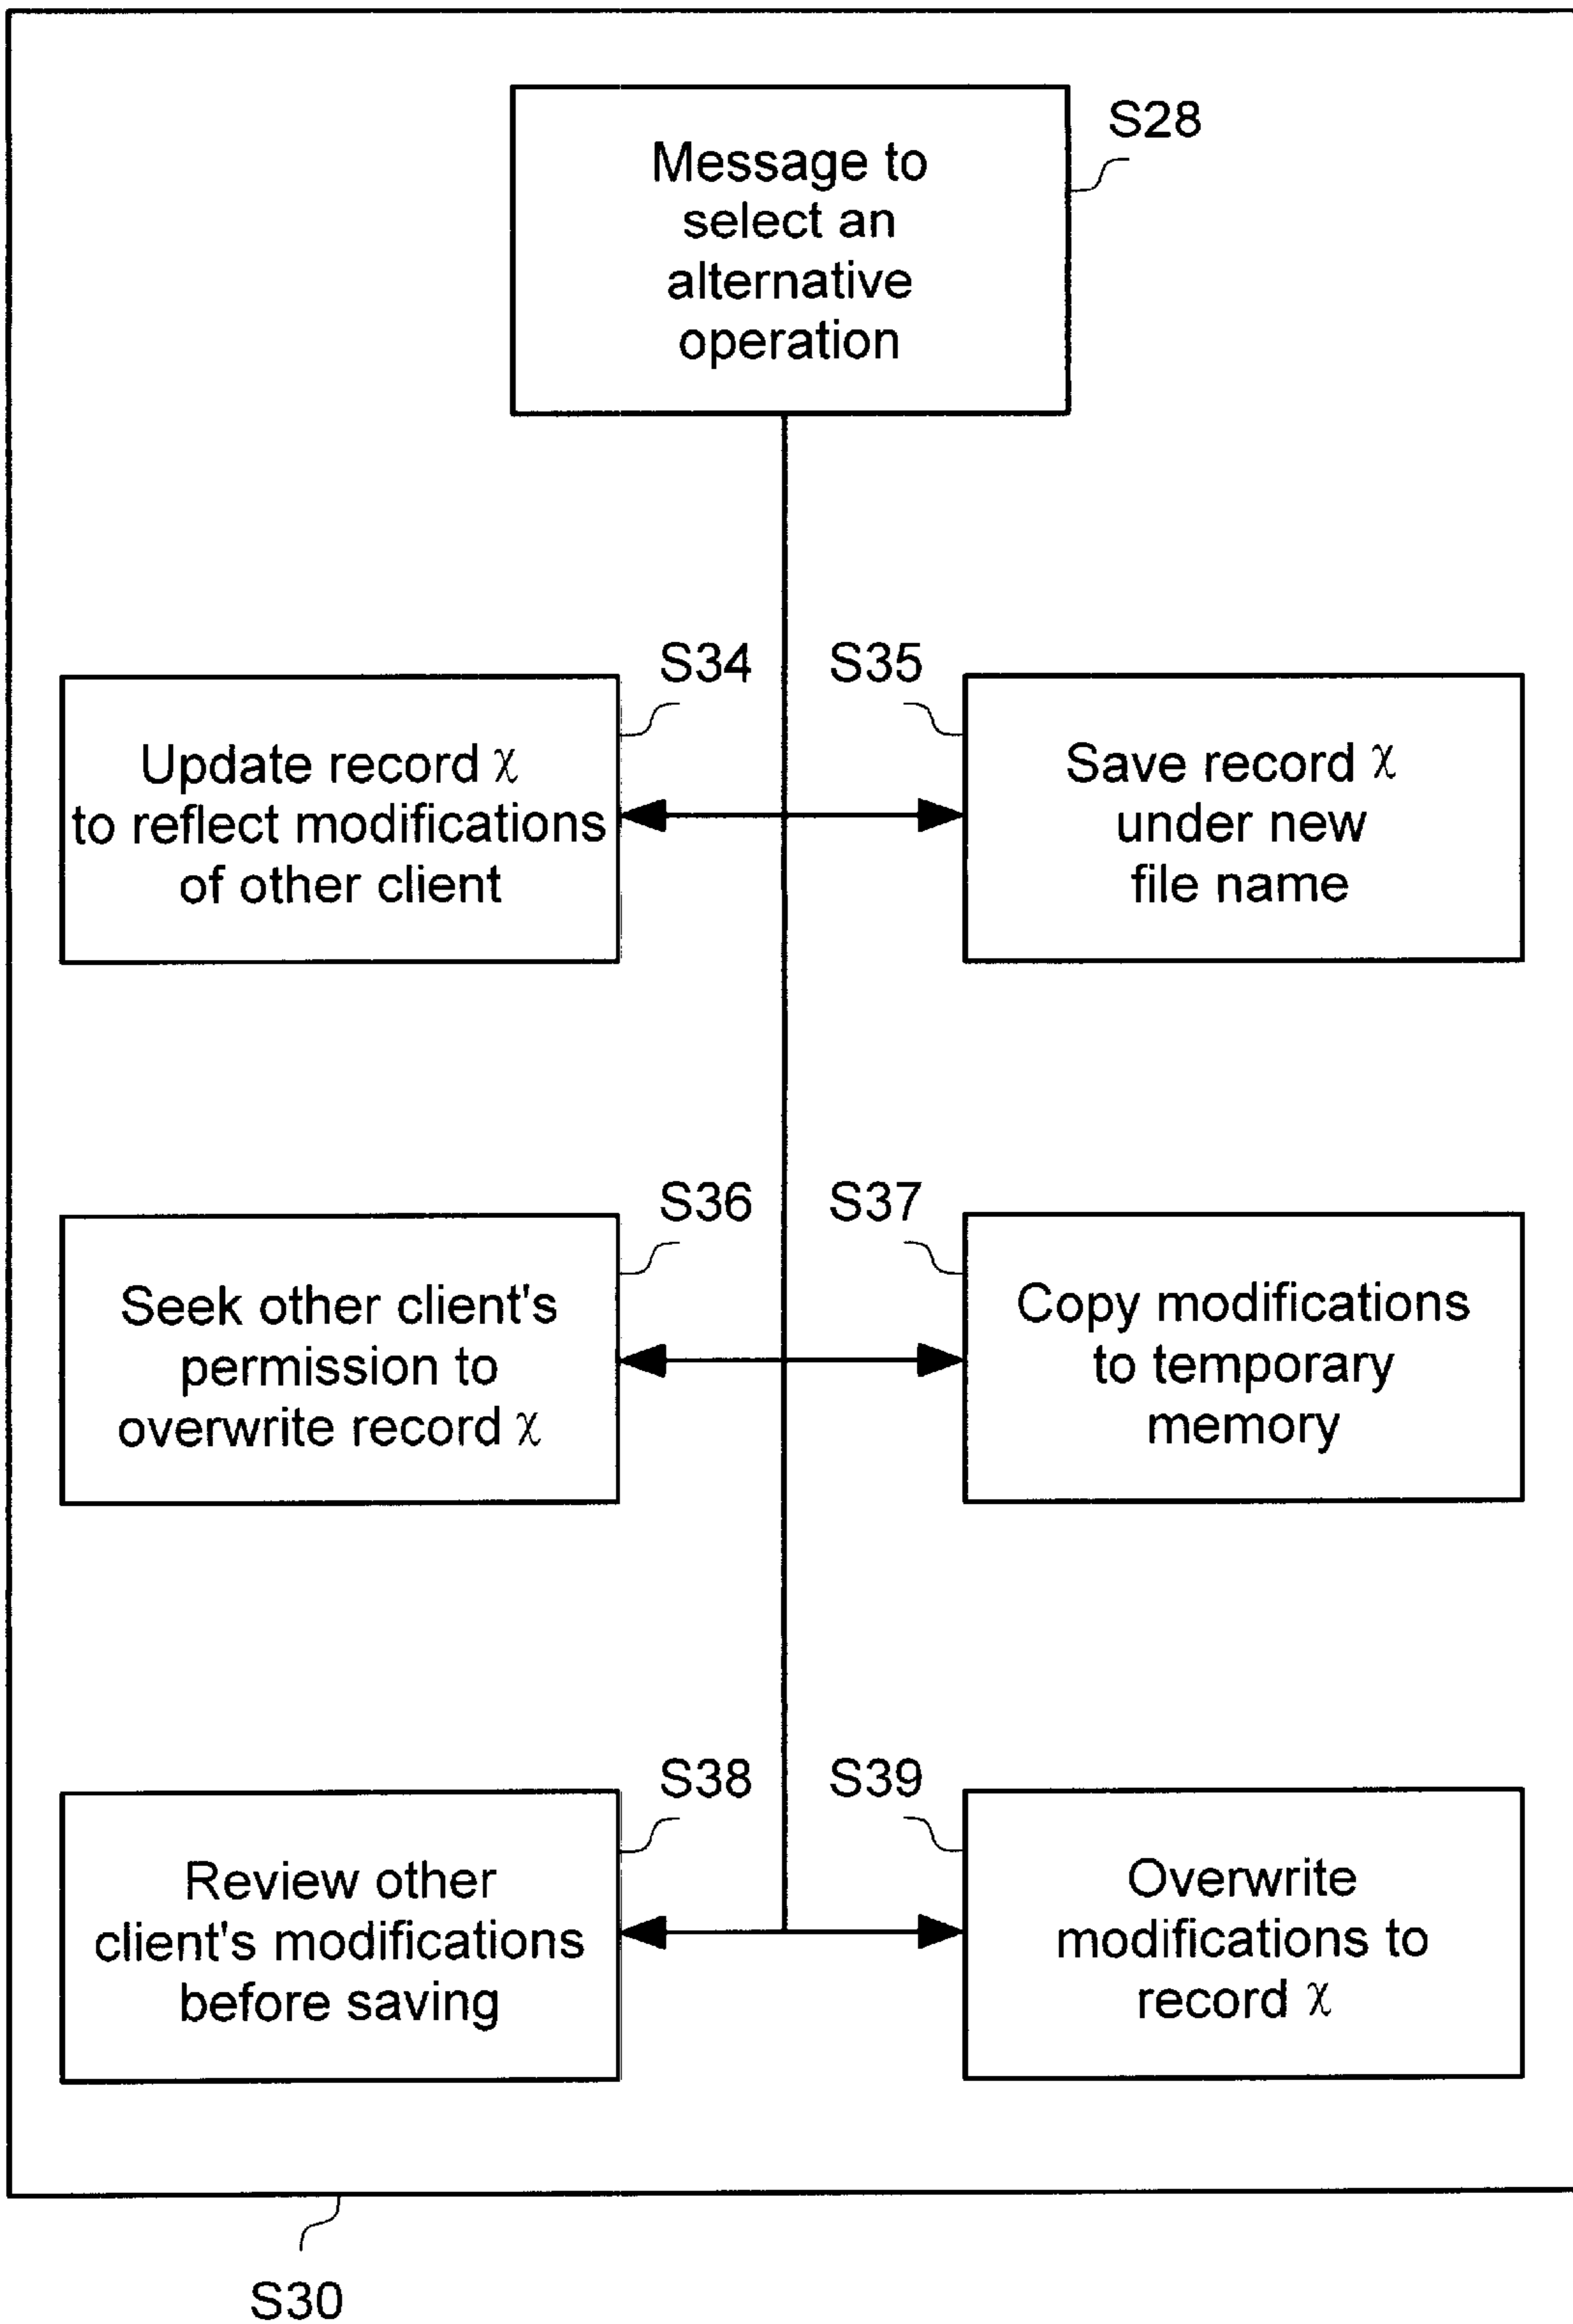 S28
Message to
select an
alternative
operation
S34
S35
Update record χ
to reflect modifications
of other client
Save record χ
under new
file name
S36
S37
Seek other client's
permission to
overwrite record χ
Copy modifications
to temporary
memory
S38
S39
Review other
client's modifications
before saving
Overwrite
modifications to
record χ
S30